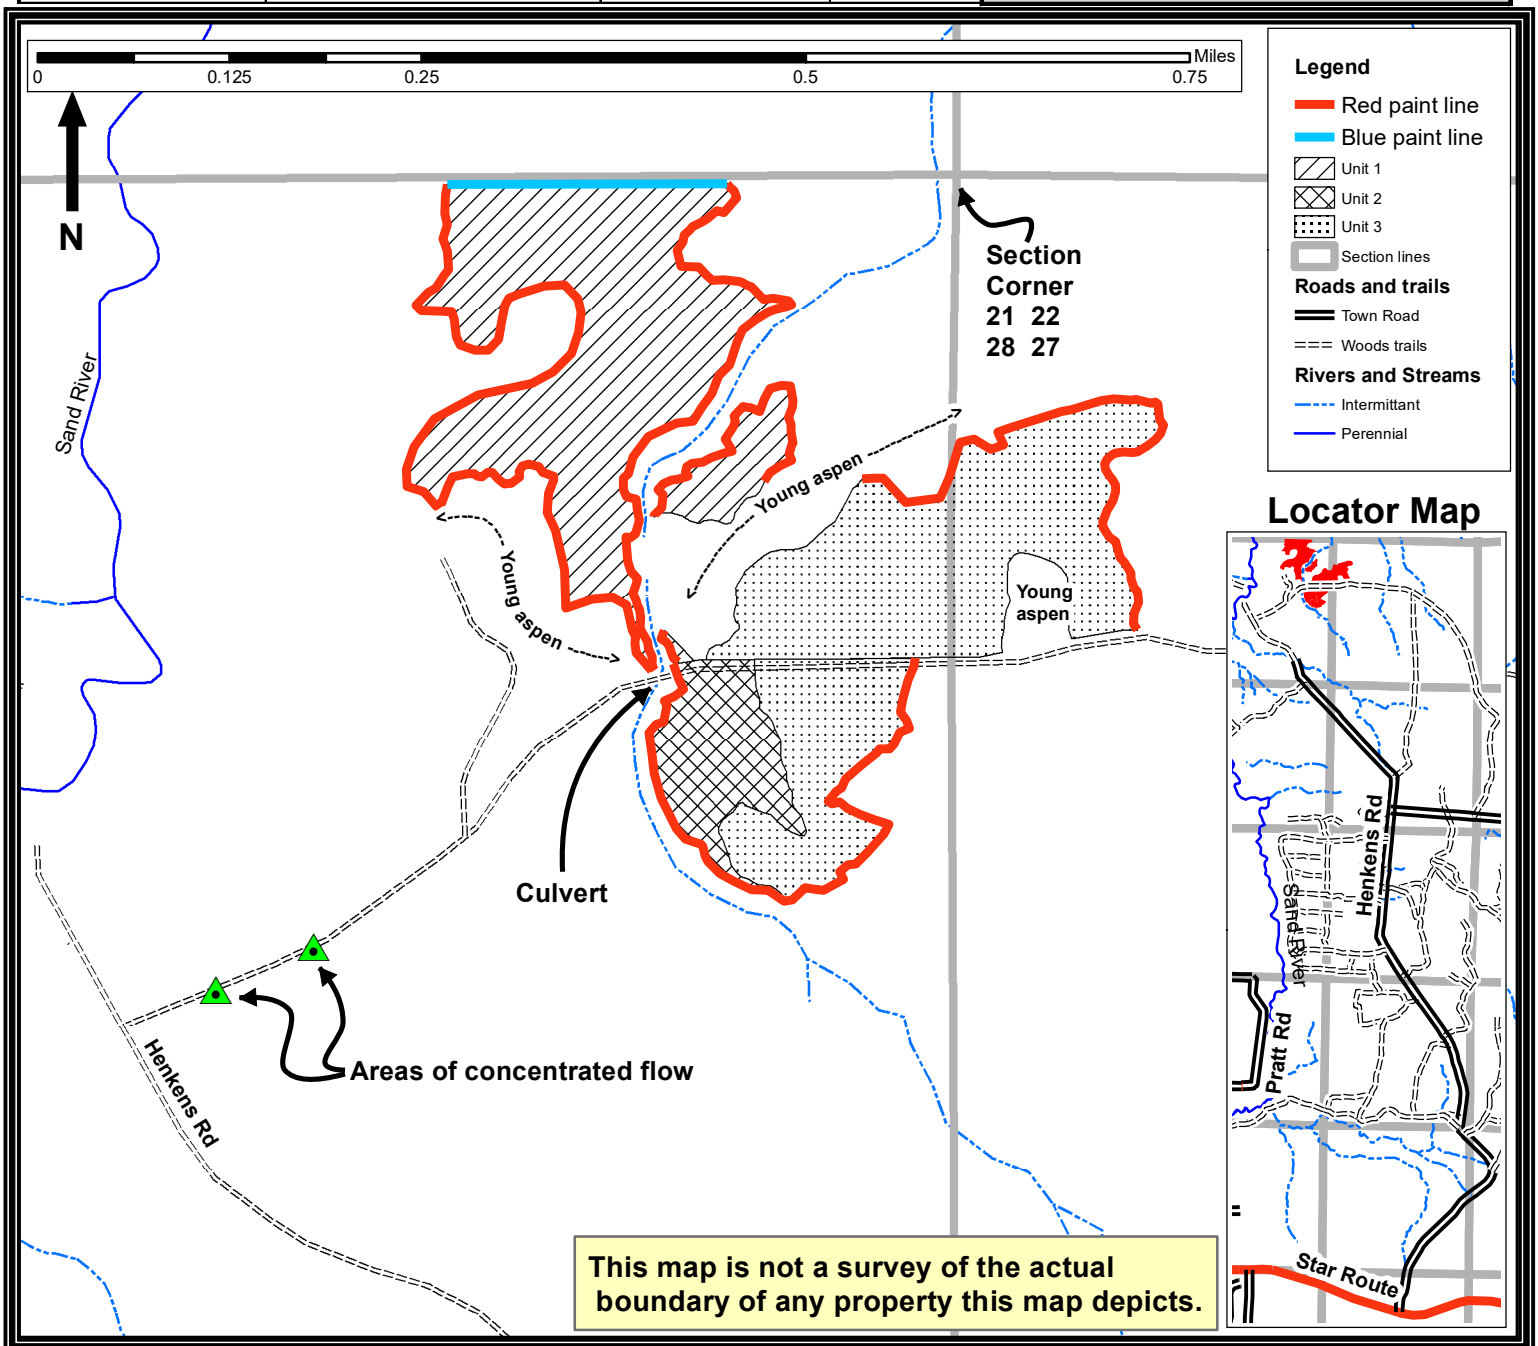 Miles
0 0.125 0.25 0.5 0.75
N
Sand River
Section
Corner
21 22
28 27
Young aspen
Young aspen
Young
aspen
Culvert
Areas of concentrated flow
Henkens Rd
This map is not a survey of the actual
boundary of any property this map depicts.
Legend
Red paint line
Blue paint line
Unit 1
Unit 2
Unit 3
Section lines
Roads and trails
Town Road
Woods trails
Rivers and Streams
Intermittant
Perennial
Locator Map
Henkens Rd
Sand River
Pratt Rd
Star Route